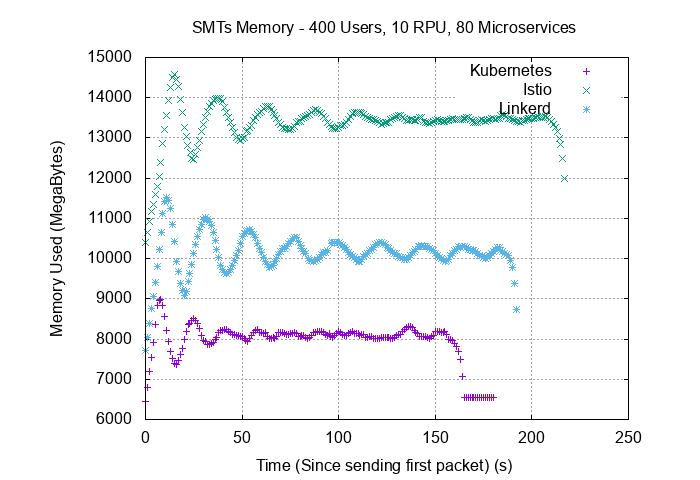 SMTs Memory - 400 Users, 10 RPU, 80 Microservices
Kubernetes
Istio
Linkerd
Memory Used (MegaBytes)
15000
14000
13000
12000
11000
10000
9000
8000
7000
6000
0 50 100 150 200 250
Time (Since sending first packet) (s)